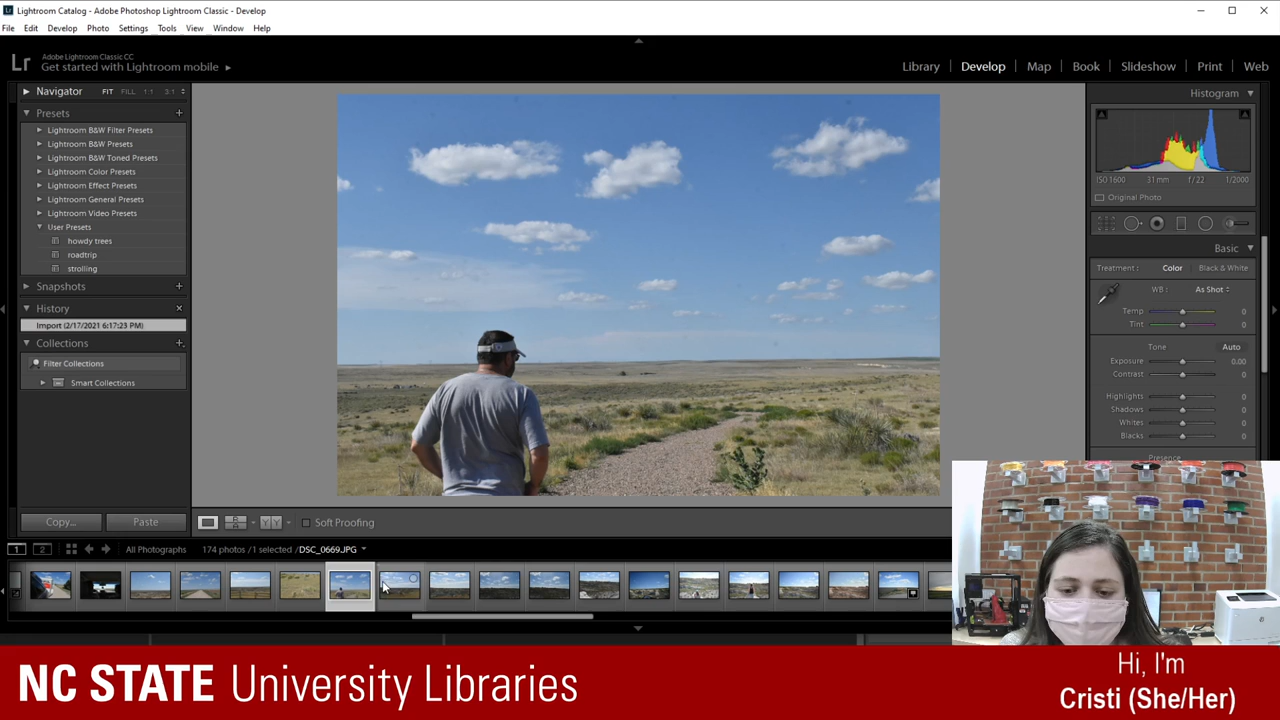 Lightroom Catalog - Adobe Photoshop Lightroom Classic - Develop
File Edit Develop Photo Settings Tools View Window Help
Lr Adobe Lightroom Classic CC
Get started with Lightroom mobile
Library | Develop | Map | Book | Slideshow | Print | Web
Navigator FIT FILL 1:1 3:1
Presets
Lightroom B&W Filter Presets
Lightroom B&W Presets
Lightroom B&W Toned Presets
Lightroom Color Presets
Lightroom Effect Presets
Lightroom General Presets
Lightroom Video Presets
User Presets
howdy trees
roadtrip
strolling
Snapshots
History
Import (2/17/2021 6:17:23 PM)
Collections
Filter Collections
Smart Collections
Copy... Paste
Soft Proofing
Histogram
ISO 1600 31 mm f / 22 1/2000
Original Photo
Basic
Treatment: Color Black & White
WB: As Shot
Temp 0
Tint 0
Tone Auto
Exposure 0.00
Contrast 0
Highlights 0
Shadows 0
Whites 0
Blacks 0
Presence
1 2 All Photographs 174 photos / 1 selected / DSC_0669.JPG
NC STATE University Libraries
Hi, I'm
Cristi (She/Her)